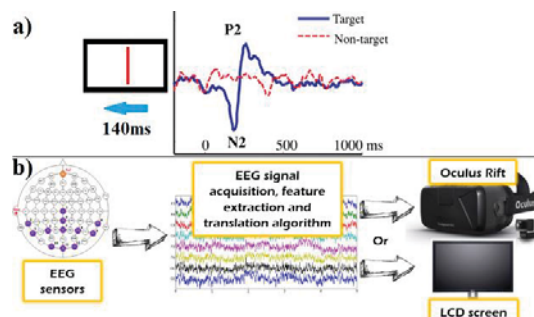 a)
P2
Target
Non-target
140ms
N2
0
500
1000 ms
b)
EEG signal
acquisition, feature
extraction and
translation algorithm
Oculus Rift
Oculus
Or
EEG
sensors
LCD screen